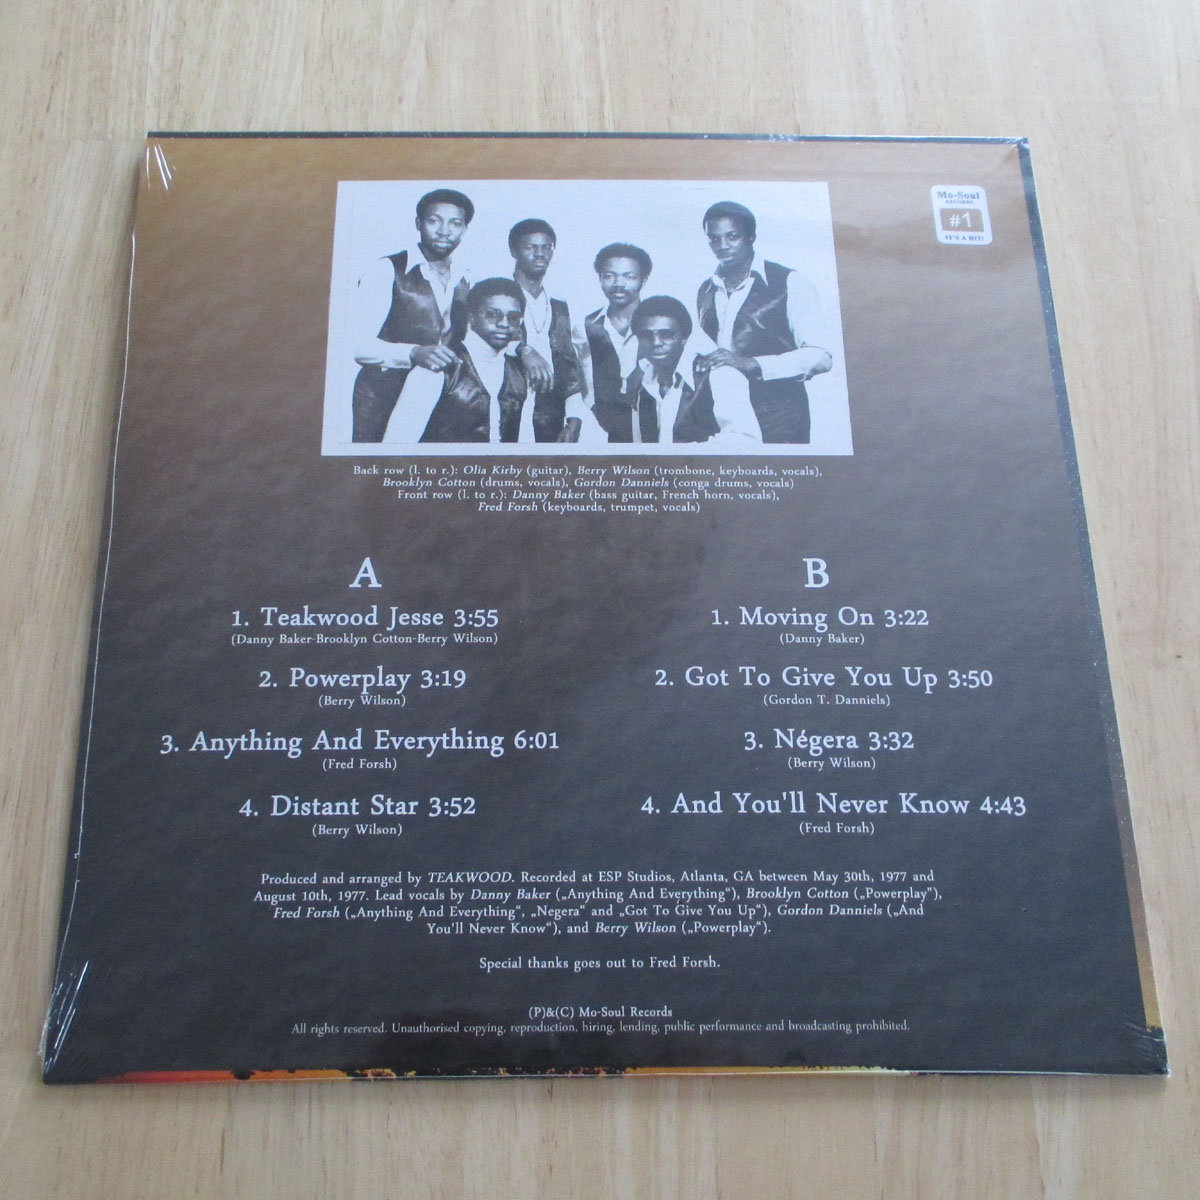 Mo-Soul
RECORDS
#1
IT'S A HIT!
Back row (l. to r.): Olia Kirby (guitar), Berry Wilson (trombone, keyboards, vocals),
Brooklyn Cotton (drums, vocals), Gordon Danniels (conga drums, vocals)
Front row (l. to r.): Danny Baker (bass guitar, French horn, vocals),
Fred Forsh (keyboards, trumpet, vocals)
A
1. Teakwood Jesse 3:55
(Danny Baker-Brooklyn Cotton-Berry Wilson)
2. Powerplay 3:19
(Berry Wilson)
3. Anything And Everything 6:01
(Fred Forsh)
4. Distant Star 3:52
(Berry Wilson)
B
1. Moving On 3:22
(Danny Baker)
2. Got To Give You Up 3:50
(Gordon T. Danniels)
3. Négera 3:32
(Berry Wilson)
4. And You'll Never Know 4:43
(Fred Forsh)
Produced and arranged by TEAKWOOD. Recorded at ESP Studios, Atlanta, GA between May 30th, 1977 and
August 10th, 1977. Lead vocals by Danny Baker („Anything And Everything“), Brooklyn Cotton („Powerplay“),
Fred Forsh („Anything And Everything“, „Negera“ and „Got To Give You Up“), Gordon Danniels („And
You'll Never Know“), and Berry Wilson („Powerplay“).
Special thanks goes out to Fred Forsh.
(P)&(C) Mo-Soul Records
All rights reserved. Unauthorised copying, reproduction, hiring, lending, public performance and broadcasting prohibited.